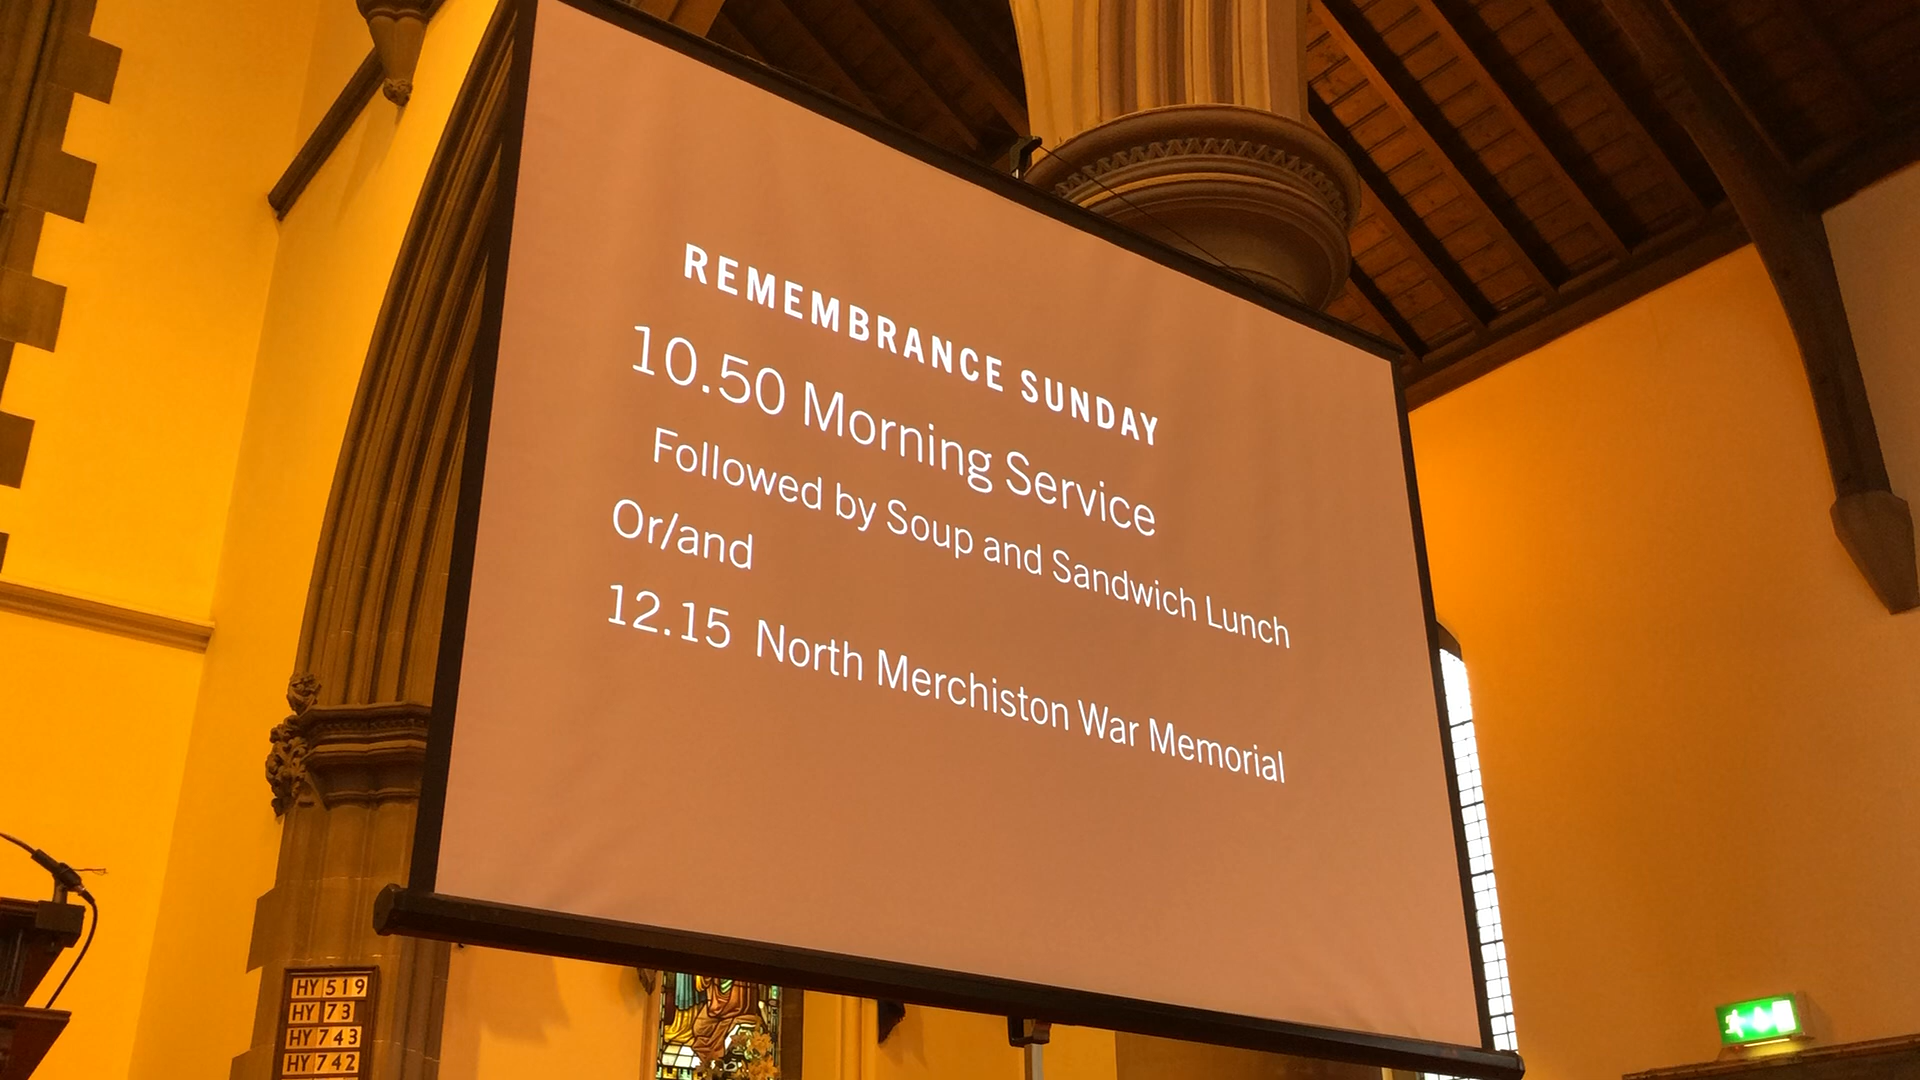 REMEMBRANCE SUNDAY
10.50 Morning Service
Followed by Soup and Sandwich Lunch
Or/and
12.15 North Merchiston War Memorial
HY 519
HY 73
HY 743
HY 742